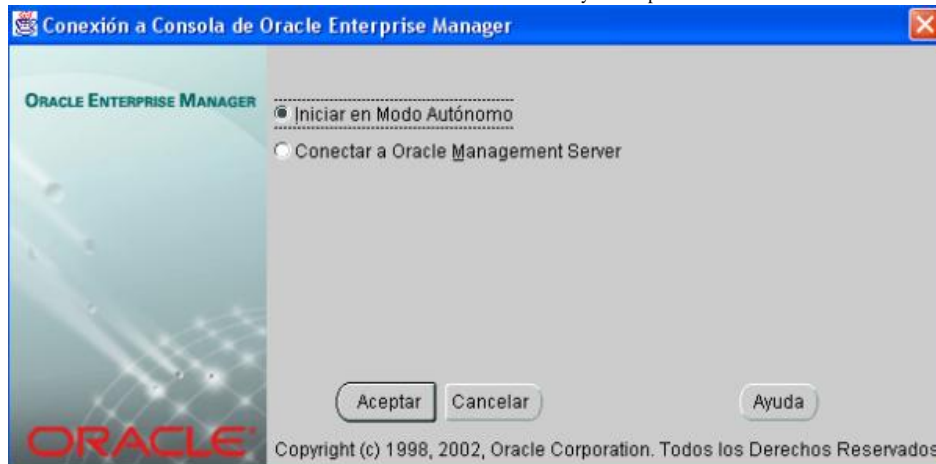 Conexión a Consola de Oracle Enterprise Manager
ORACLE ENTERPRISE MANAGER
Iniciar en Modo Autónomo
Conectar a Oracle Management Server
Aceptar
Cancelar
Ayuda
ORACLE
Copyright (c) 1998, 2002, Oracle Corporation. Todos los Derechos Reservados